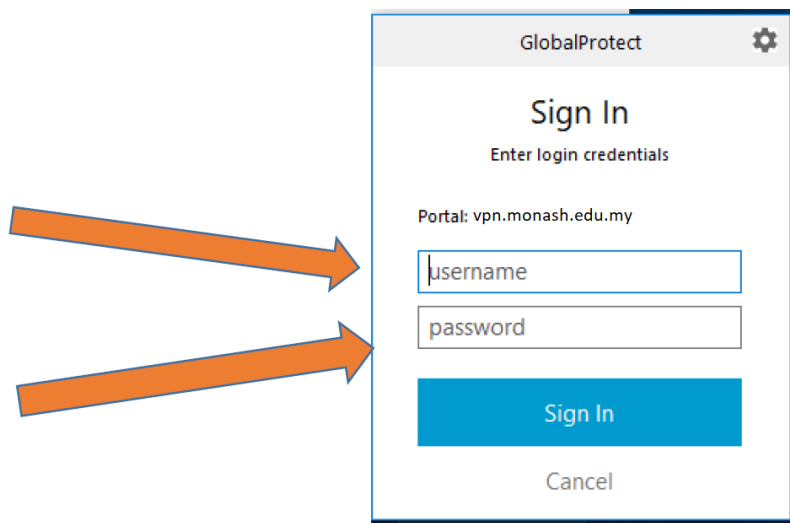 GlobalProtect
Sign In
Enter login credentials
Portal: vpn.monash.edu.my
username
password
Sign In
Cancel